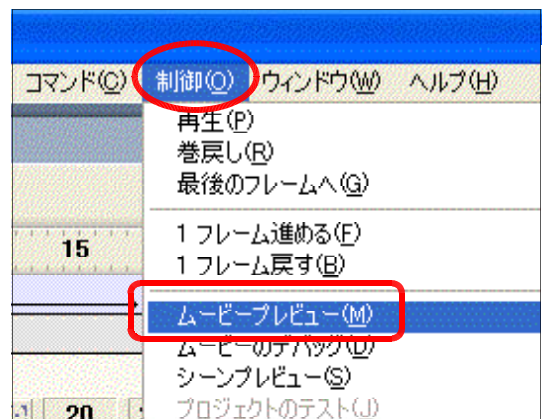 コマンド(C) 制御(O) ウィンドウ(W) ヘルプ(H)
再生(P)
巻戻し(R)
最後のフレームへ(G)
15
1 フレーム進める(F)
1 フレーム戻す(B)
ムービープレビュー(M)
ムービーのデバッグ(D)
シーンプレビュー(S)
20
プロジェクトのテスト(J)